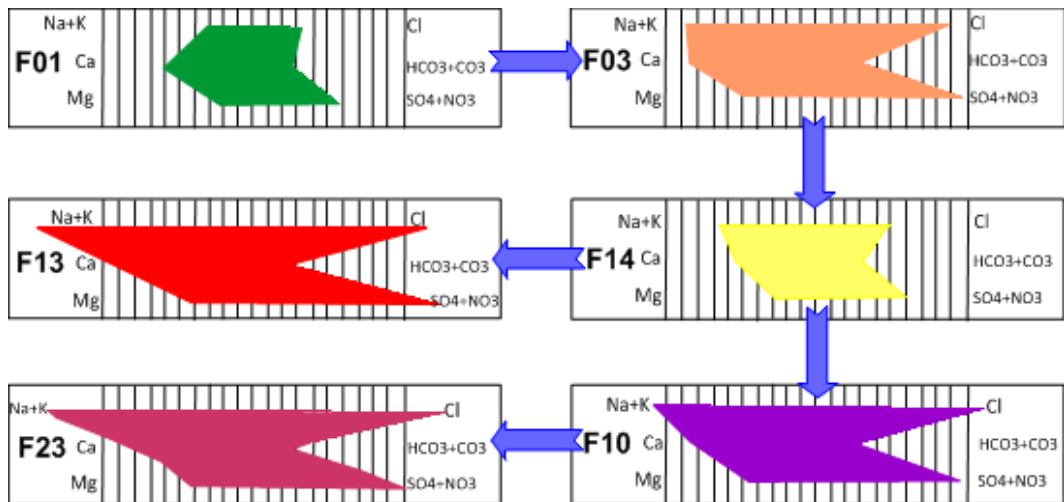 Na+K Cl
F01 Ca HCO3+CO3
Mg SO4+NO3
Na+K Cl
F03 Ca HCO3+CO3
Mg SO4+NO3
Na+K Cl
F13 Ca HCO3+CO3
Mg SO4+NO3
Na+K Cl
F14 Ca HCO3+CO3
Mg SO4+NO3
Na+K Cl
F23 Ca HCO3+CO3
Mg SO4+NO3
Na+K Cl
F10 Ca HCO3+CO3
Mg SO4+NO3